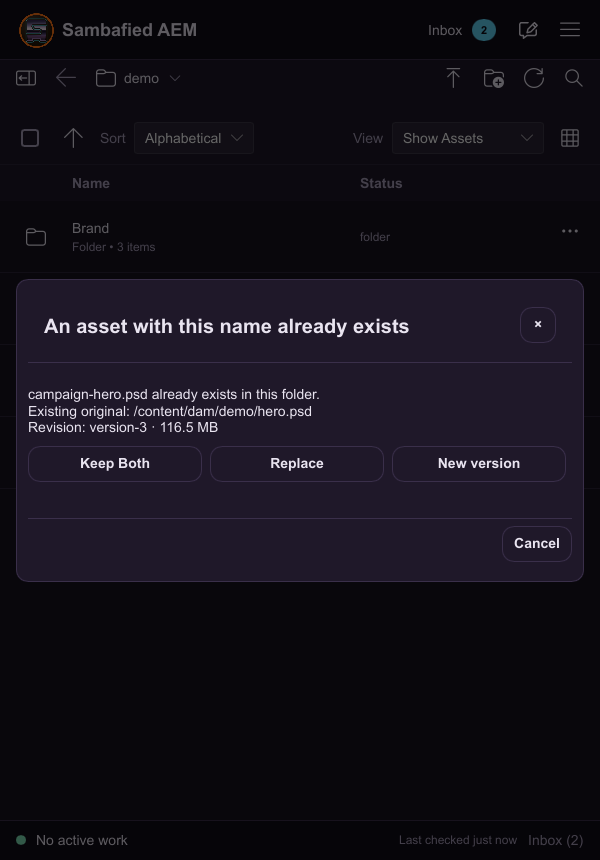 Sambafied AEM
Inbox 2
demo
Sort Alphabetical View Show Assets
Name Status
Brand
Folder • 3 items
folder
An asset with this name already exists
×
campaign-hero.psd already exists in this folder.
Existing original: /content/dam/demo/hero.psd
Revision: version-3 · 116.5 MB
Keep Both Replace New version
Cancel
No active work Last checked just now Inbox (2)